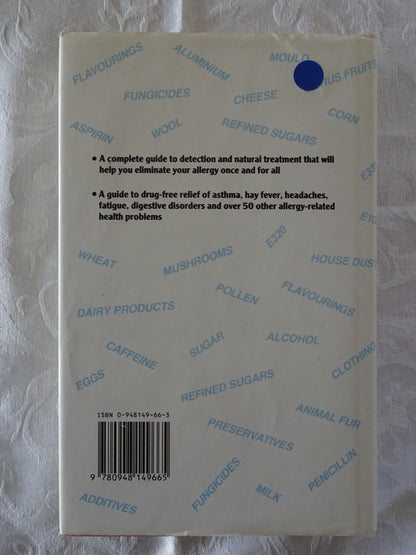 FLAVOURINGS
ALUMINIUM
MOULD
RUS FRUITS
FUNGICIDES
CHEESE
CORN
ASPIRIN
WOOL
REFINED SUGARS
• A complete guide to detection and natural treatment that will
help you eliminate your allergy once and for all
• A guide to drug-free relief of asthma, hay fever, headaches,
fatigue, digestive disorders and over 50 other allergy-related
health problems
E320
WHEAT
MUSHROOMS
HOUSE DUST
POLLEN
FLAVOURINGS
DAIRY PRODUCTS
SUGAR
ALCOHOL
CAFFEINE
CLOTHING
EGGS
REFINED SUGARS
ANIMAL FUR
ISBN 0-948149-66-3
PRESERVATIVES
9 780948 149665
PENICILLIN
FUNGICIDES
MILK
ADDITIVES